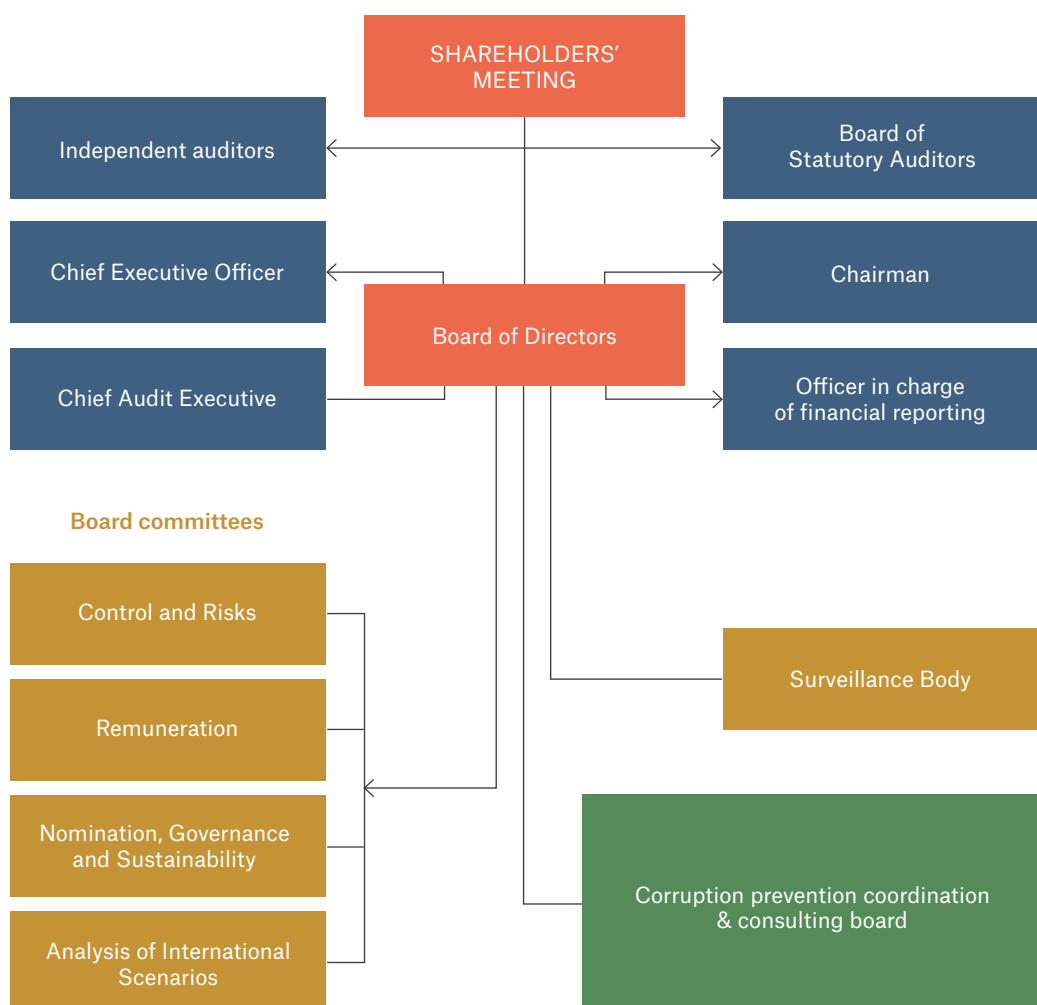 SHAREHOLDERS’
MEETING
Independent auditors
Board of
Statutory Auditors
Chief Executive Officer
Chairman
Board of Directors
Chief Audit Executive
Officer in charge
of financial reporting
Board committees
Control and Risks
Surveillance Body
Remuneration
Nomination, Governance
and Sustainability
Corruption prevention coordination
& consulting board
Analysis of International
Scenarios